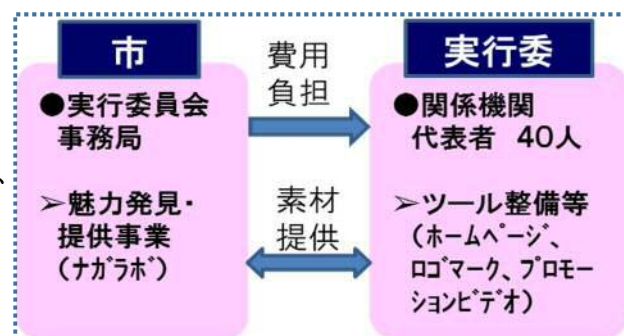 市
●実行委員会
事務局
➢魅力発見・
提供事業
(ﾅｶﾞﾗﾎﾞ)
費用
負担
素材
提供
実行委
●関係機関
代表者 40人
➢ツール整備等
(ﾎｰﾑﾍﾟｰｼﾞ、
ﾛｺﾞﾏｰｸ、ﾌﾟﾛﾓｰ
ｼｮﾝﾋﾞﾃﾞｵ)